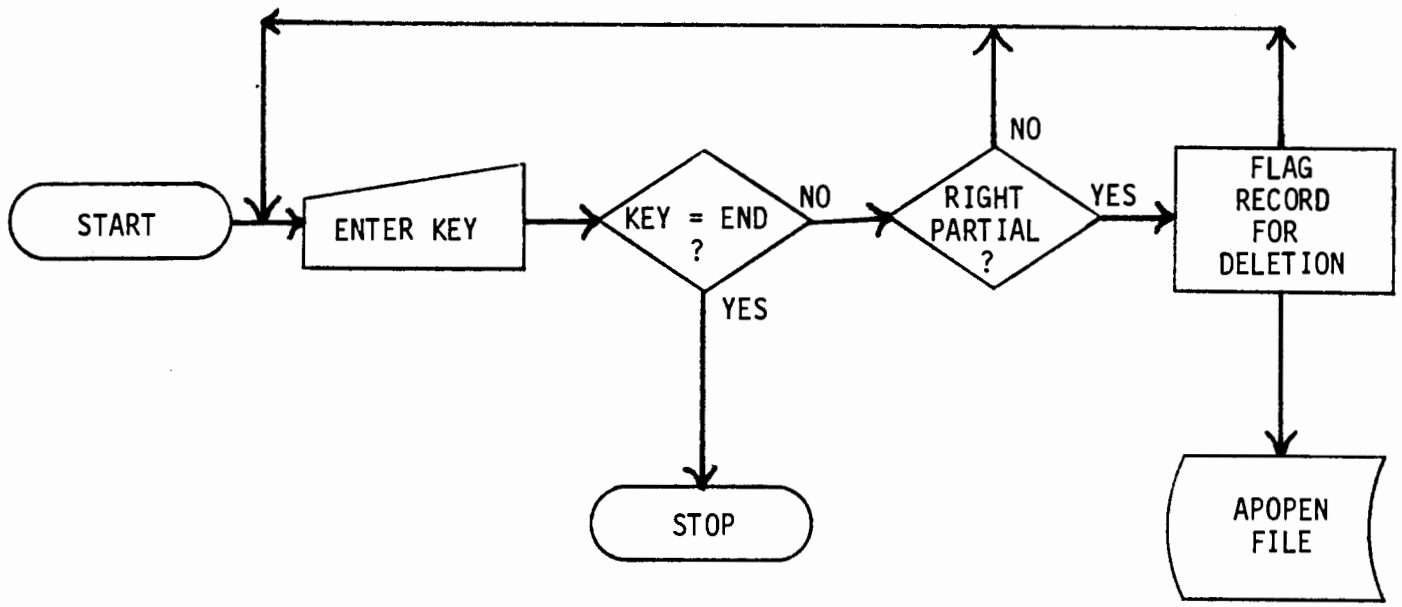 START
ENTER KEY
KEY = END
?
NO
YES
STOP
RIGHT
PARTIAL
?
NO
YES
FLAG
RECORD
FOR
DELETION
APOPEN
FILE